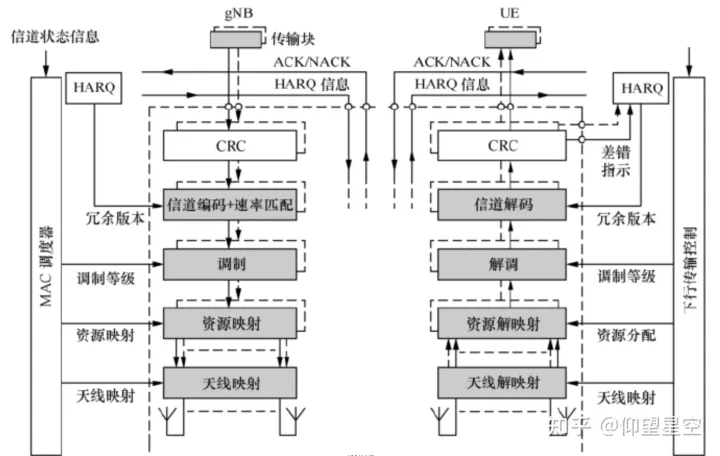 gNB
UE
信道状态信息
传输块
ACK/NACK
ACK/NACK
HARQ
HARQ 信息
HARQ 信息
HARQ
CRC
CRC
差错
指示
信道编码+速率匹配
信道解码
冗余版本
冗余版本
MAC 调度器
下行传输控制
调制
解调
调制等级
调制等级
资源映射
资源映射
资源解映射
资源分配
天线映射
天线映射
天线解映射
天线映射
知乎 @仰望星空